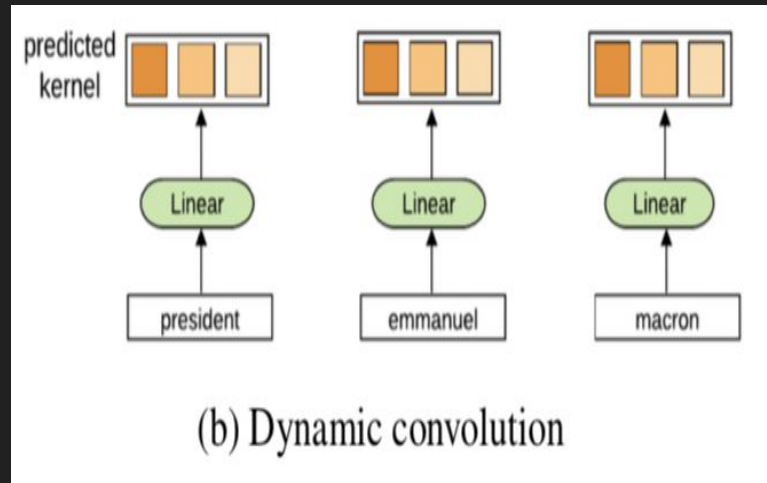 predicted
kernel
Linear Linear Linear
president emmanuel macron
(b) Dynamic convolution